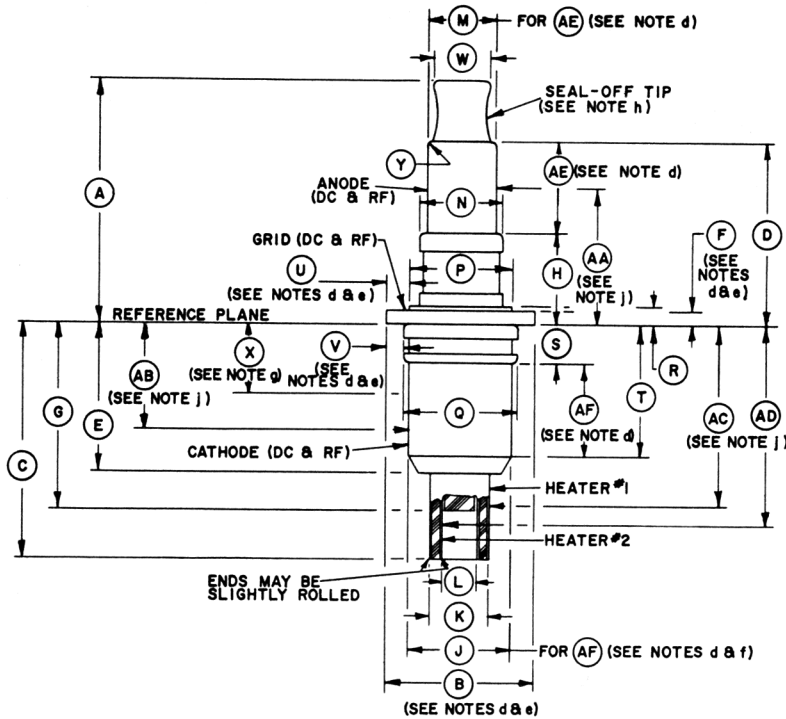 M FOR AE (SEE NOTE d)
W
SEAL-OFF TIP
(SEE NOTE h)
Y
AE (SEE NOTE d)
A
ANODE
(DC & RF)
N
D
GRID (DC & RF)
H
AA
(SEE
NOTE j)
F
(SEE
NOTES
d&e)
U
(SEE NOTES d&e)
P
REFERENCE PLANE
X
(SEE NOTE g)
V
(SEE
NOTES d&e)
S
R
AB
(SEE NOTE j)
T
G
E
Q
AF
(SEE NOTE d)
AC
AD
(SEE NOTE j)
C
CATHODE (DC & RF)
HEATER #1
HEATER #2
ENDS MAY BE
SLIGHTLY ROLLED
L
K
J FOR AF (SEE NOTES d & f)
B
(SEE NOTES d&e)